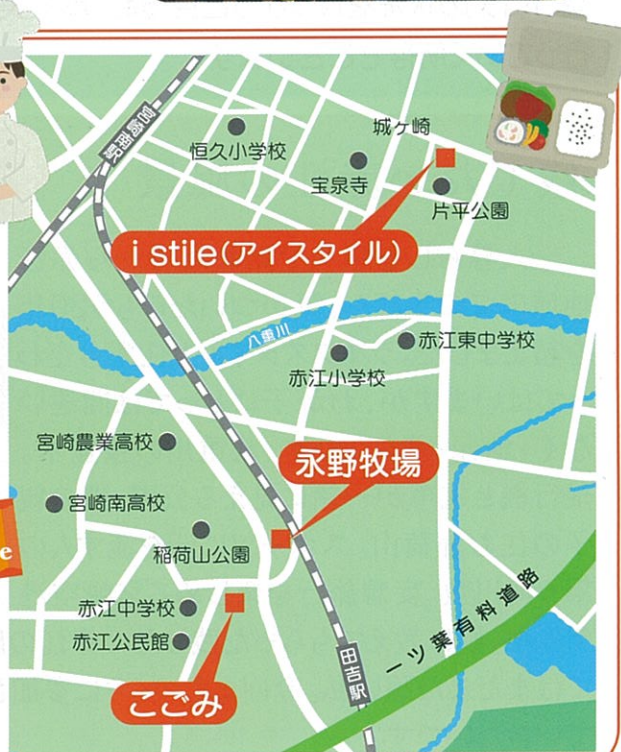 宮崎南駅
恒久小学校
城ヶ崎
宝泉寺
片平公園
i stile(アイスタイル)
八重川
赤江東中学校
赤江小学校
宮崎農業高校
永野牧場
宮崎南高校
稲荷山公園
赤江中学校
赤江公民館
一ツ葉有料道路
田吉駅
こごみ
e